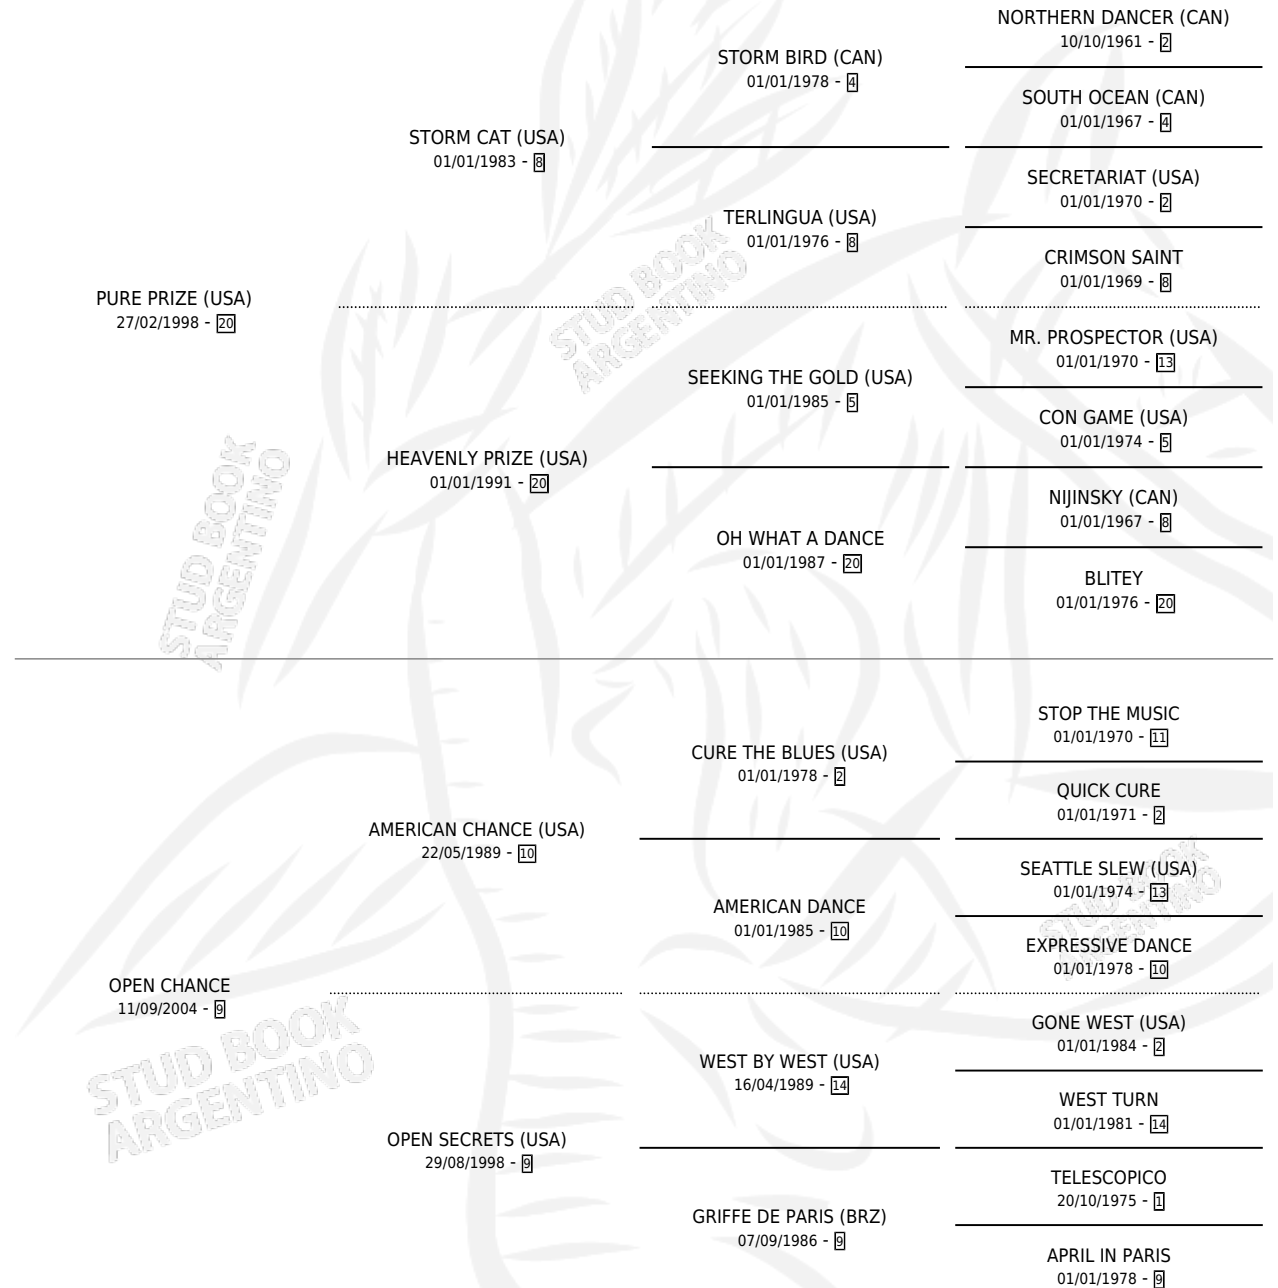 NORTHERN DANCER (CAN)
10/10/1961 - 2
STORM BIRD (CAN)
01/01/1978 - 4
SOUTH OCEAN (CAN)
01/01/1967 - 4
STORM CAT (USA)
01/01/1983 - 8
SECRETARIAT (USA)
01/01/1970 - 2
TERLINGUA (USA)
01/01/1976 - 8
CRIMSON SAINT
01/01/1969 - 8
PURE PRIZE (USA)
27/02/1998 - 20
STUD BOOK
ARGENTINO
MR. PROSPECTOR (USA)
01/01/1970 - 13
SEEKING THE GOLD (USA)
01/01/1985 - 5
CON GAME (USA)
01/01/1974 - 5
HEAVENLY PRIZE (USA)
01/01/1991 - 20
NIJINSKY (CAN)
01/01/1967 - 8
OH WHAT A DANCE
01/01/1987 - 20
BLITEY
01/01/1976 - 20
STUD BOOK
ARGENTINO
STOP THE MUSIC
01/01/1970 - 11
CURE THE BLUES (USA)
01/01/1978 - 2
QUICK CURE
01/01/1971 - 2
AMERICAN CHANCE (USA)
22/05/1989 - 10
SEATTLE SLEW (USA)
01/01/1974 - 13
STUD BOOK
ARGENTINO
AMERICAN DANCE
01/01/1985 - 10
EXPRESSIVE DANCE
01/01/1978 - 10
OPEN CHANCE
11/09/2004 - 9
STUD BOOK
ARGENTINO
GONE WEST (USA)
01/01/1984 - 2
WEST BY WEST (USA)
16/04/1989 - 14
WEST TURN
01/01/1981 - 14
OPEN SECRETS (USA)
29/08/1998 - 9
TELESCOPICO
20/10/1975 - 1
GRIFFE DE PARIS (BRZ)
07/09/1986 - 9
APRIL IN PARIS
01/01/1978 - 9